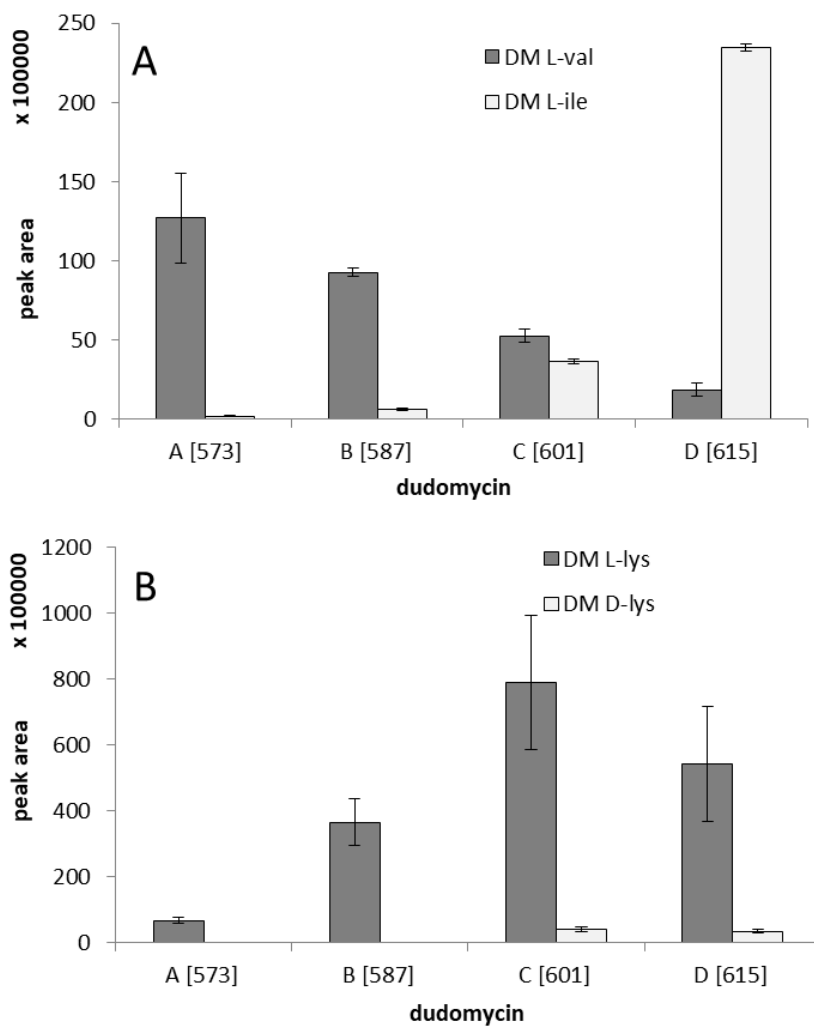 A
x 100000
peak area
250
200
150
100
50
0
DM L-val
DM L-ile
A [573]
B [587]
C [601]
D [615]
dudomycin
B
x 100000
peak area
1200
1000
800
600
400
200
0
DM L-lys
DM D-lys
A [573]
B [587]
C [601]
D [615]
dudomycin